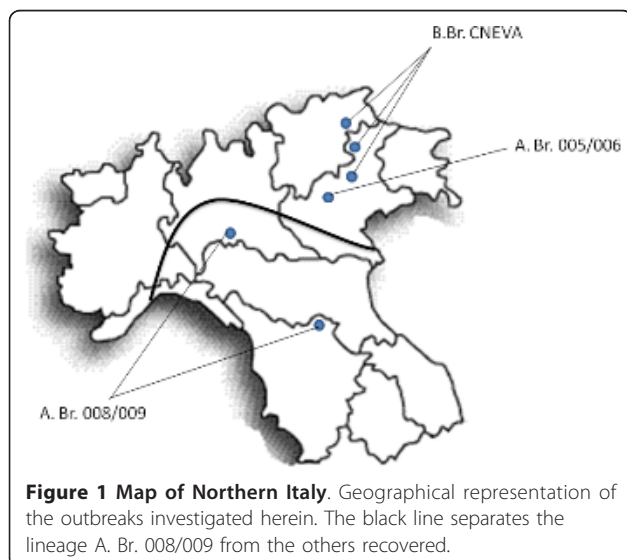 B.Br. CNEVA
A. Br. 005/006
A. Br. 008/009
Figure 1 Map of Northern Italy. Geographical representation of
the outbreaks investigated herein. The black line separates the
lineage A. Br. 008/009 from the others recovered.